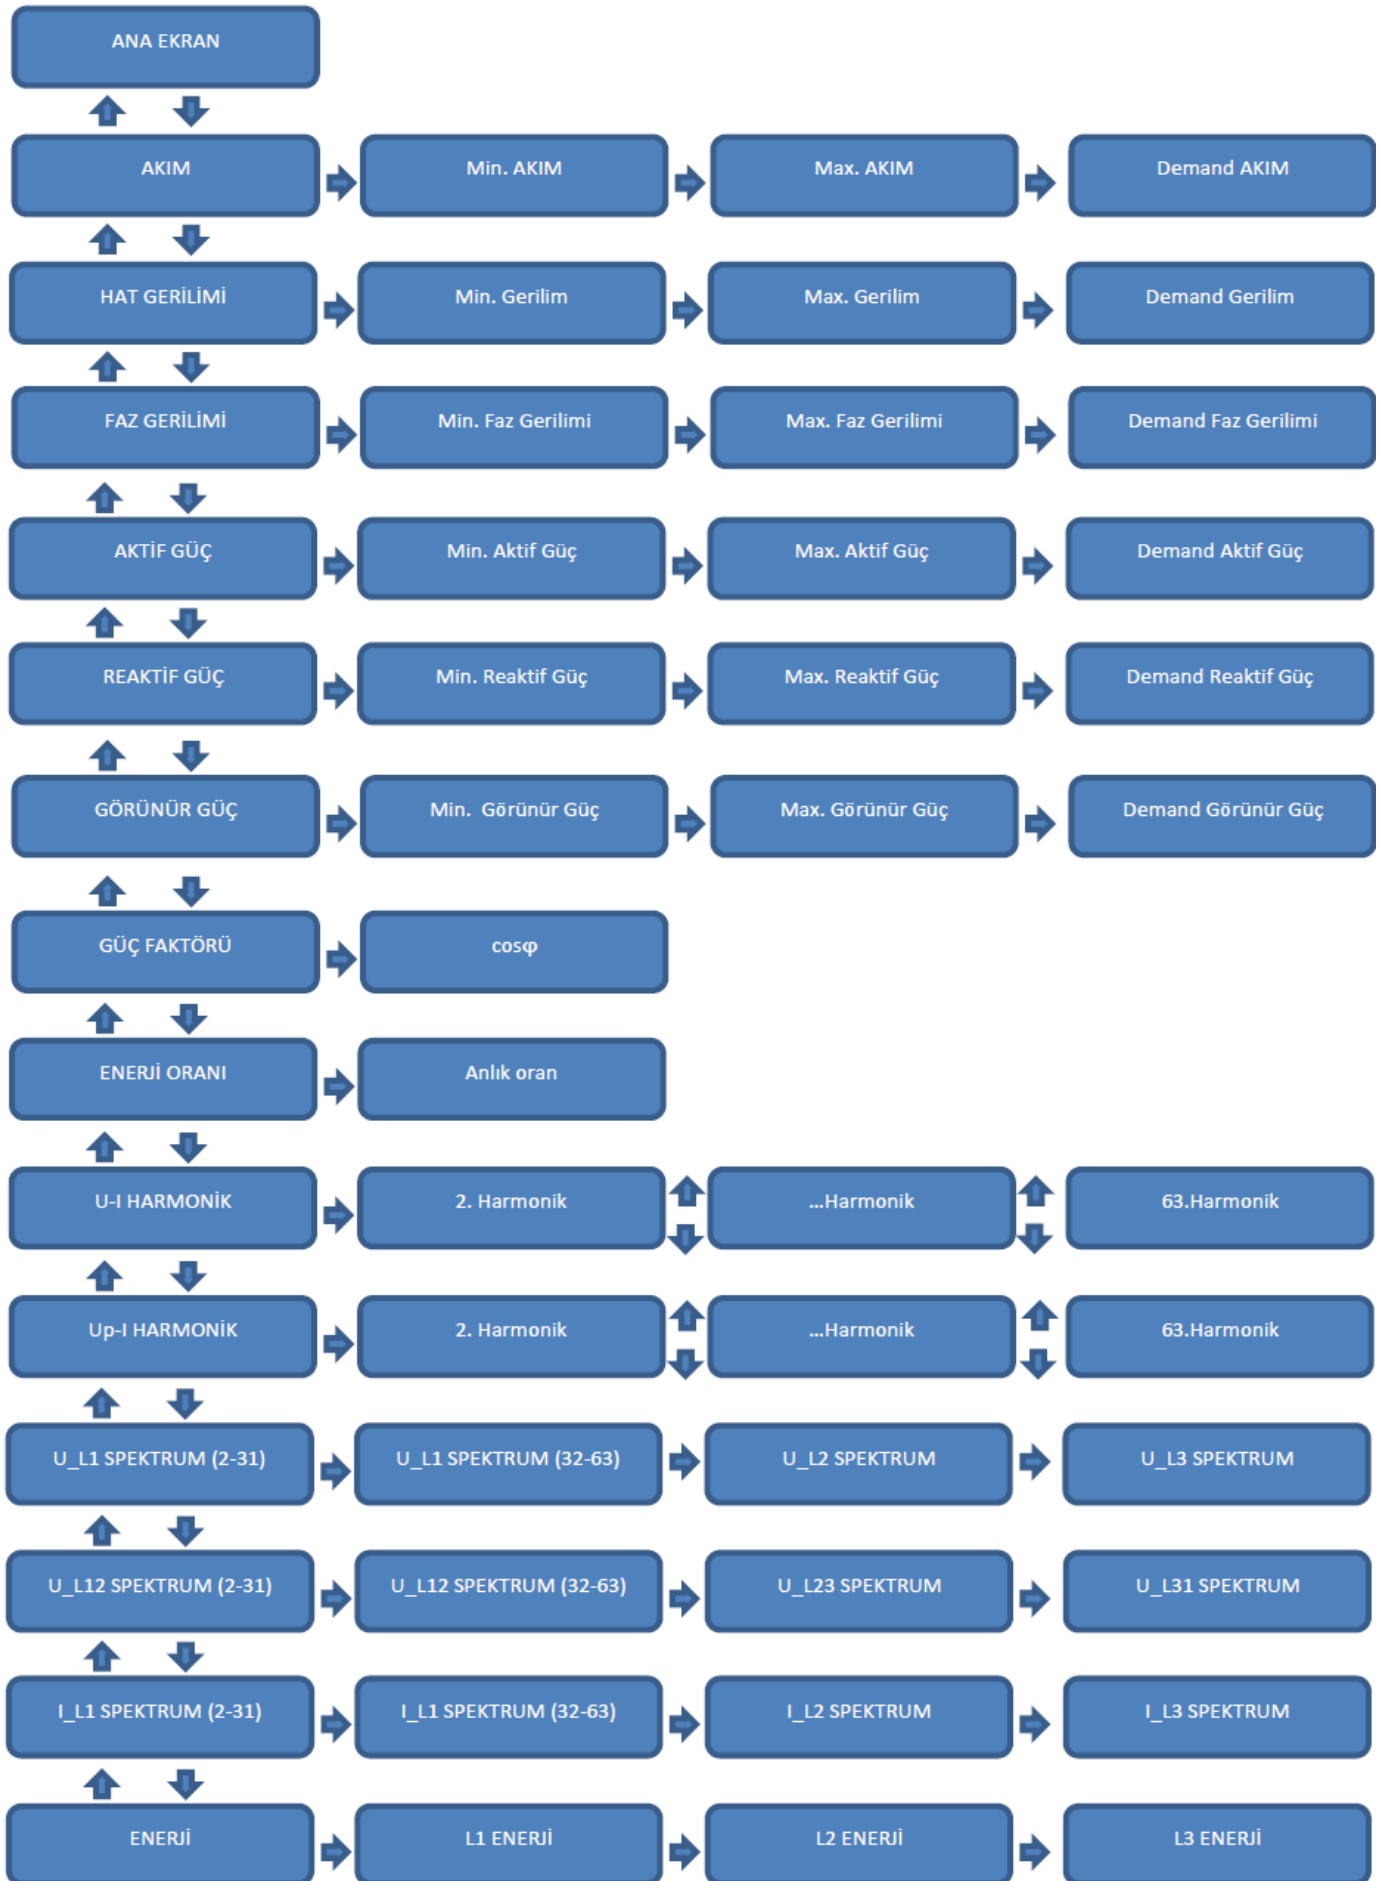 ANA EKRAN
AKIM
Min. AKIM
Max. AKIM
Demand AKIM
HAT GERİLİMİ
Min. Gerilim
Max. Gerilim
Demand Gerilim
FAZ GERİLİMİ
Min. Faz Gerilimi
Max. Faz Gerilimi
Demand Faz Gerilimi
AKTİF GÜÇ
Min. Aktif Güç
Max. Aktif Güç
Demand Aktif Güç
REAKTİF GÜÇ
Min. Reaktif Güç
Max. Reaktif Güç
Demand Reaktif Güç
GÖRÜNÜR GÜÇ
Min. Görünür Güç
Max. Görünür Güç
Demand Görünür Güç
GÜÇ FAKTÖRÜ
cosφ
ENERJİ ORANI
Anlık oran
U-I HARMONİK
2. Harmonik
...Harmonik
63.Harmonik
Up-I HARMONİK
2. Harmonik
...Harmonik
63.Harmonik
U_L1 SPEKTRUM (2-31)
U_L1 SPEKTRUM (32-63)
U_L2 SPEKTRUM
U_L3 SPEKTRUM
U_L12 SPEKTRUM (2-31)
U_L12 SPEKTRUM (32-63)
U_L23 SPEKTRUM
U_L31 SPEKTRUM
I_L1 SPEKTRUM (2-31)
I_L1 SPEKTRUM (32-63)
I_L2 SPEKTRUM
I_L3 SPEKTRUM
ENERJİ
L1 ENERJİ
L2 ENERJİ
L3 ENERJİ